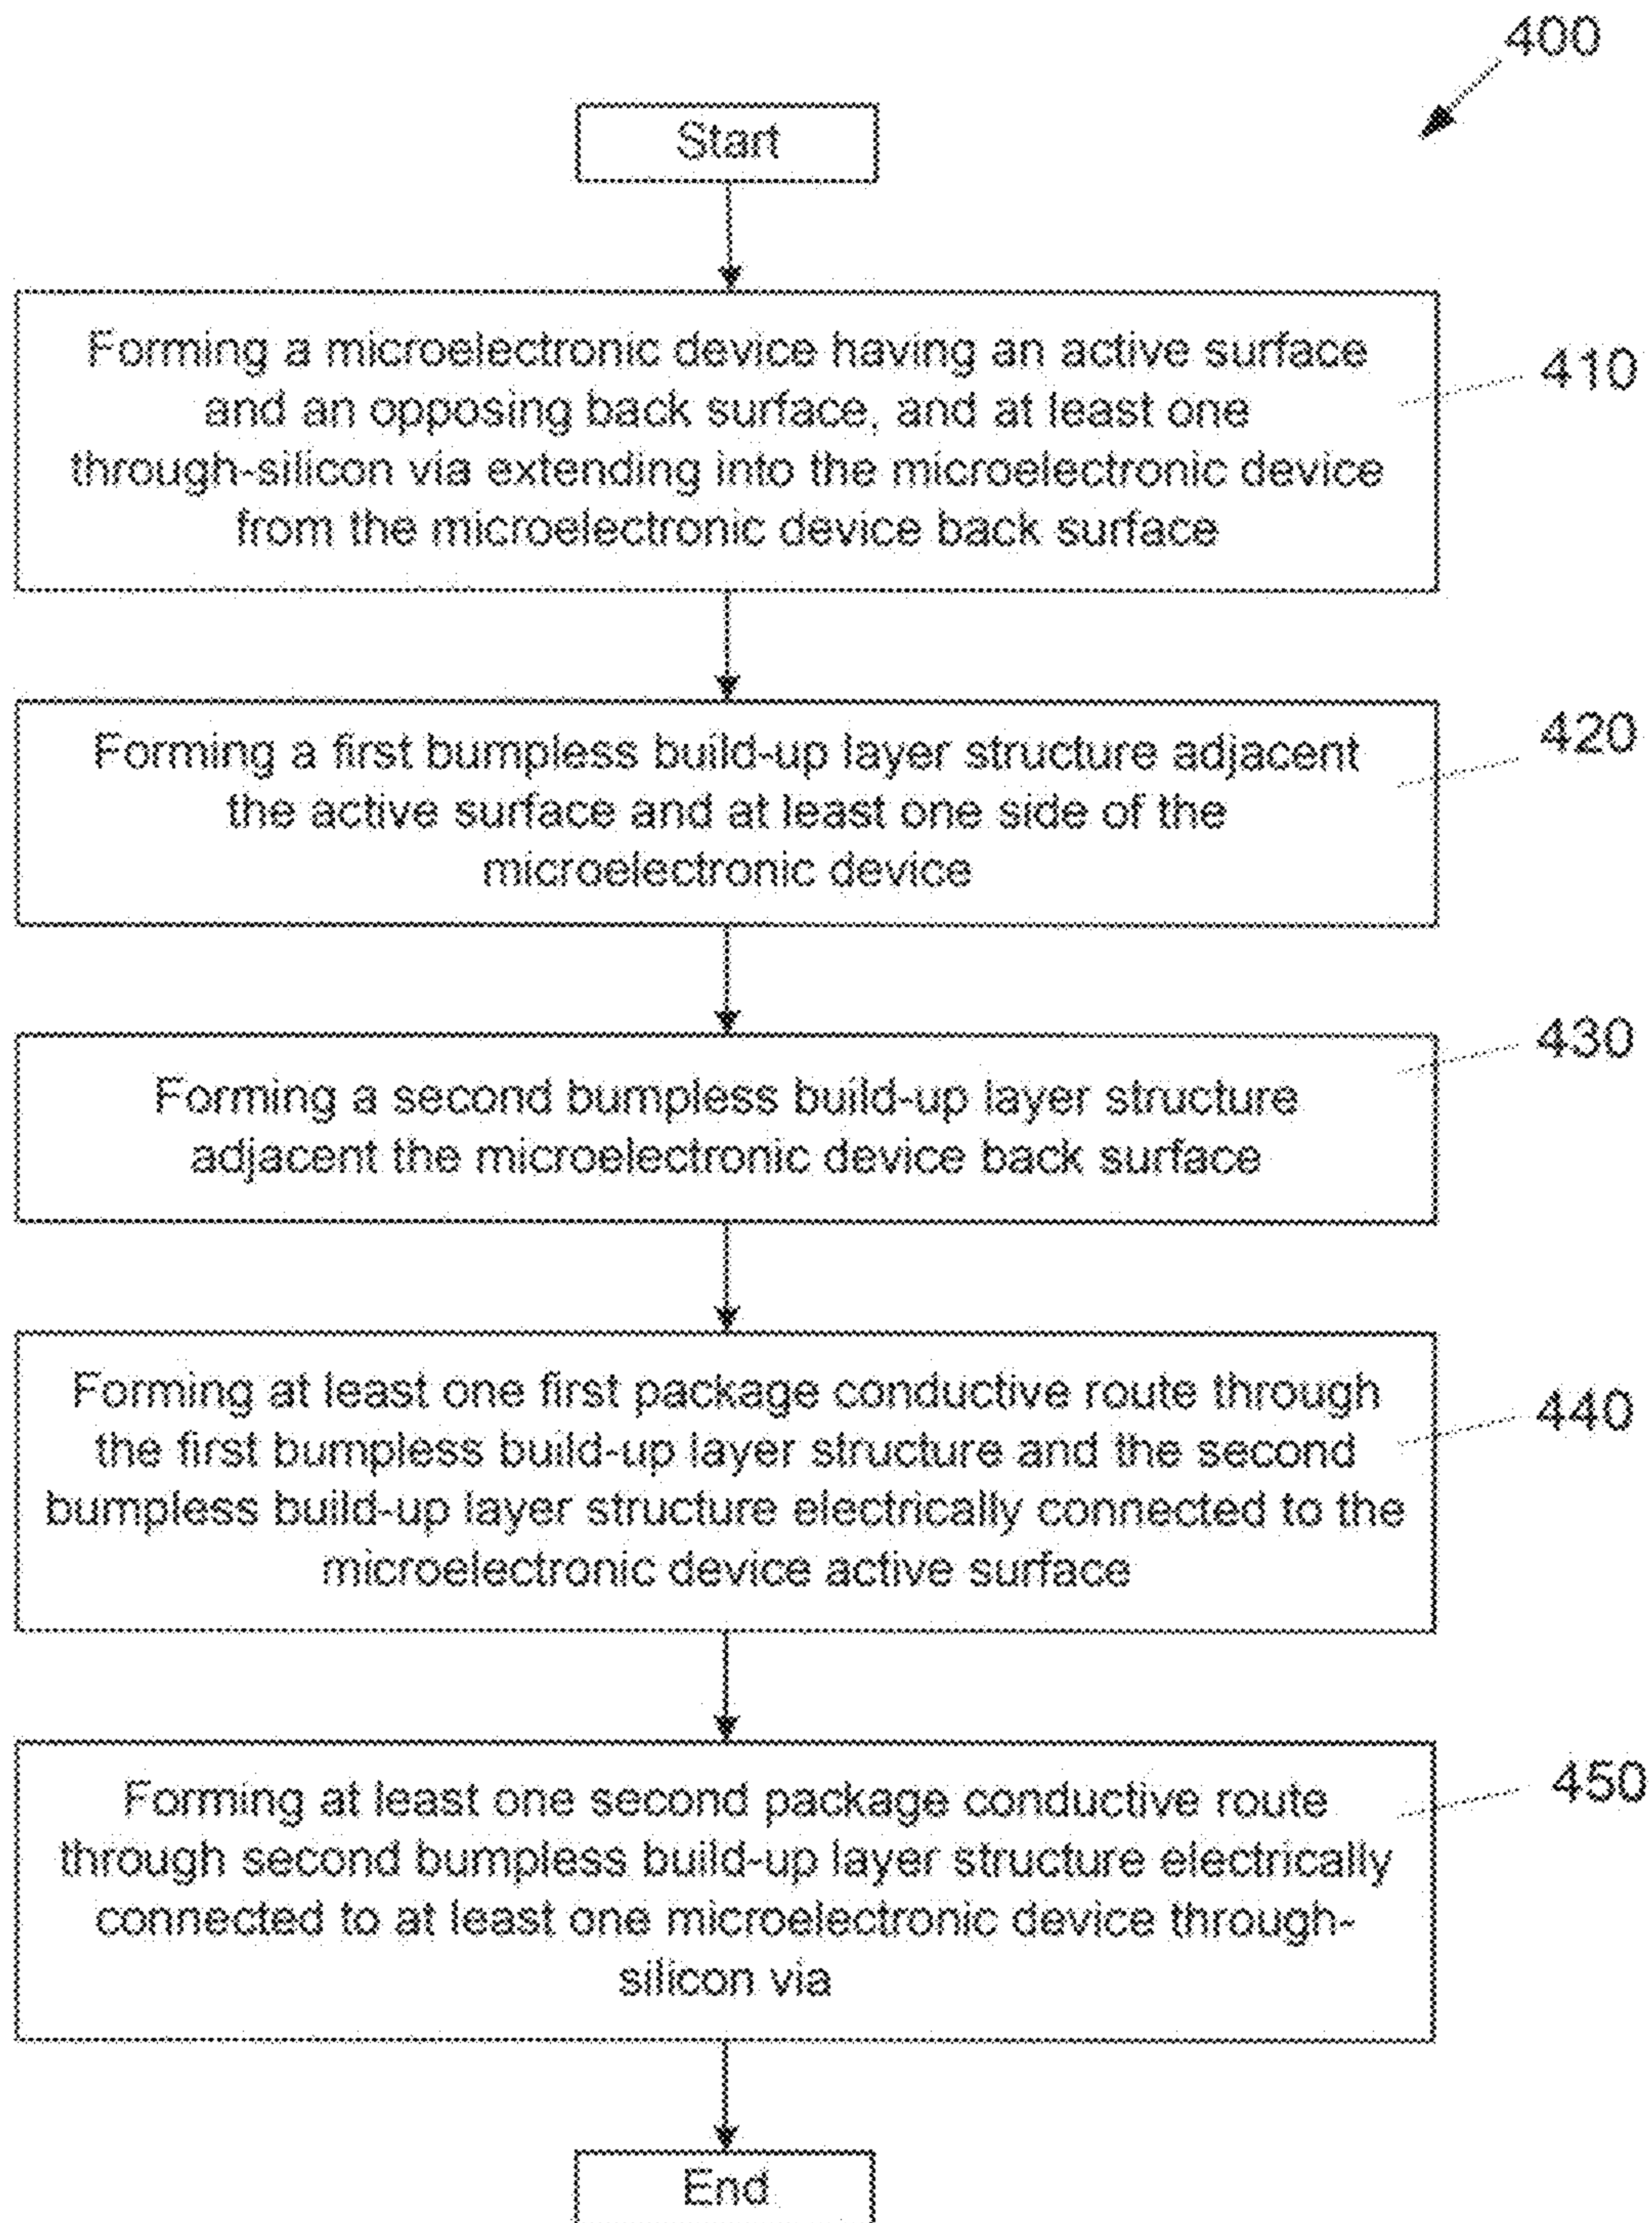 400
Start
Forming a microelectronic device having an active surface
and an opposing back surface, and at least one
through-silicon via extending into the microelectronic device
from the microelectronic device back surface
410
Forming a first bumpless build-up layer structure adjacent
the active surface and at least one side of the
microelectronic device
420
Forming a second bumpless build-up layer structure
adjacent the microelectronic device back surface
430
Forming at least one first package conductive route through
the first bumpless build-up layer structure and the second
bumpless build-up layer structure electrically connected to the
microelectronic device active surface
440
Forming at least one second package conductive route
through second bumpless build-up layer structure electrically
connected to at least one microelectronic device through-
silicon via
450
End